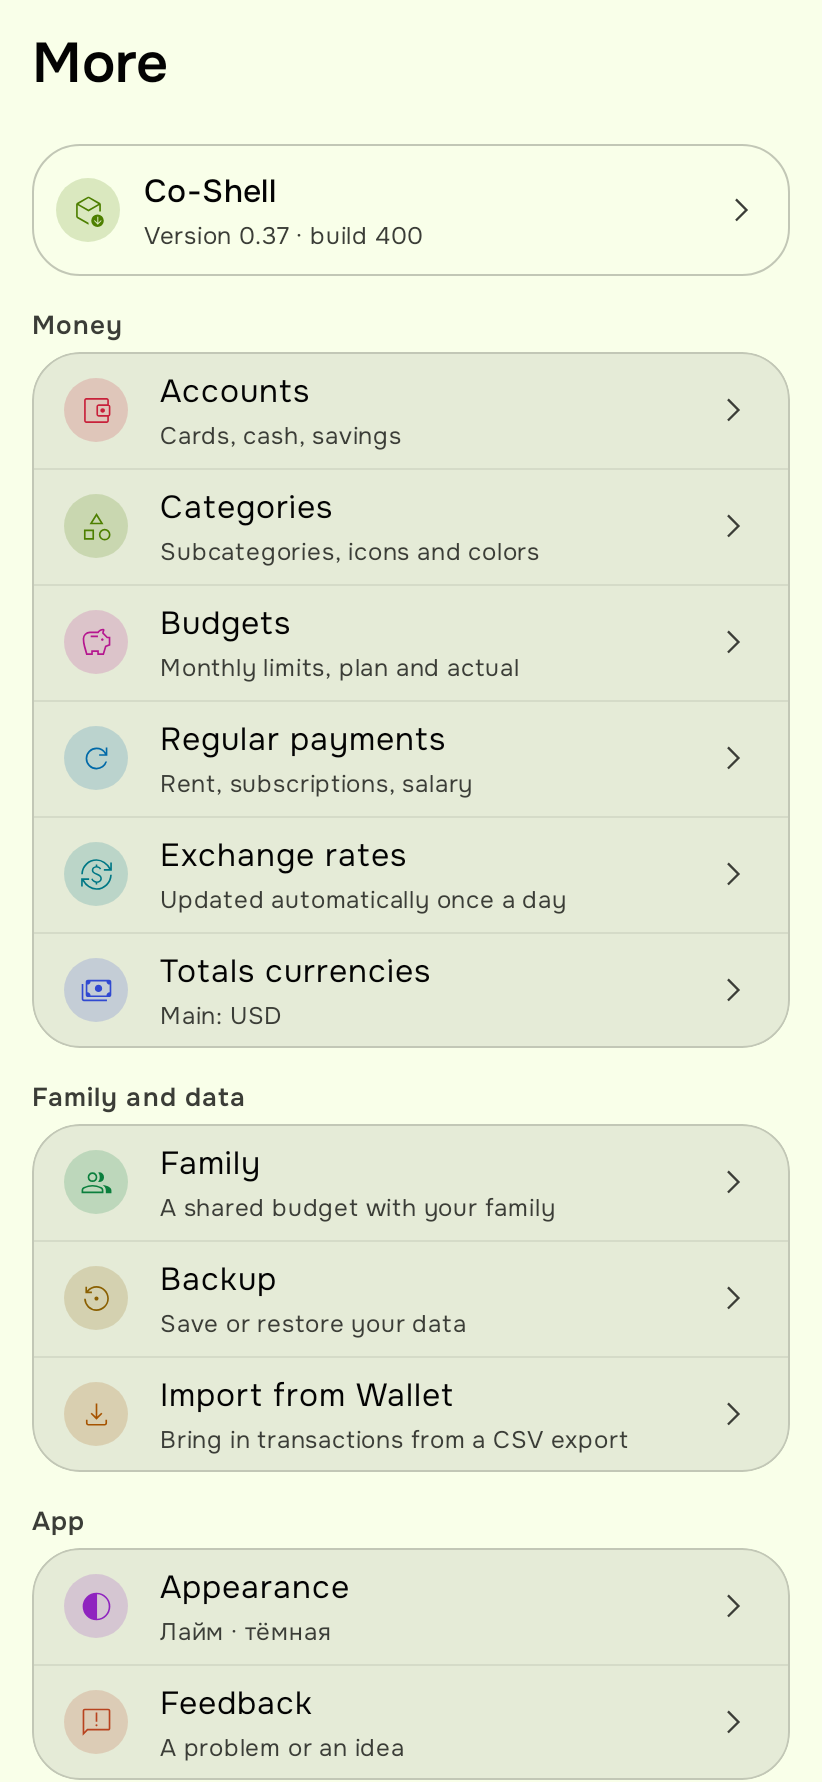 More
Co-Shell
Version 0.37 · build 400
Money
Accounts
Cards, cash, savings
Categories
Subcategories, icons and colors
Budgets
Monthly limits, plan and actual
Regular payments
Rent, subscriptions, salary
Exchange rates
Updated automatically once a day
Totals currencies
Main: USD
Family and data
Family
A shared budget with your family
Backup
Save or restore your data
Import from Wallet
Bring in transactions from a CSV export
App
Appearance
Лайм · тёмная
Feedback
A problem or an idea